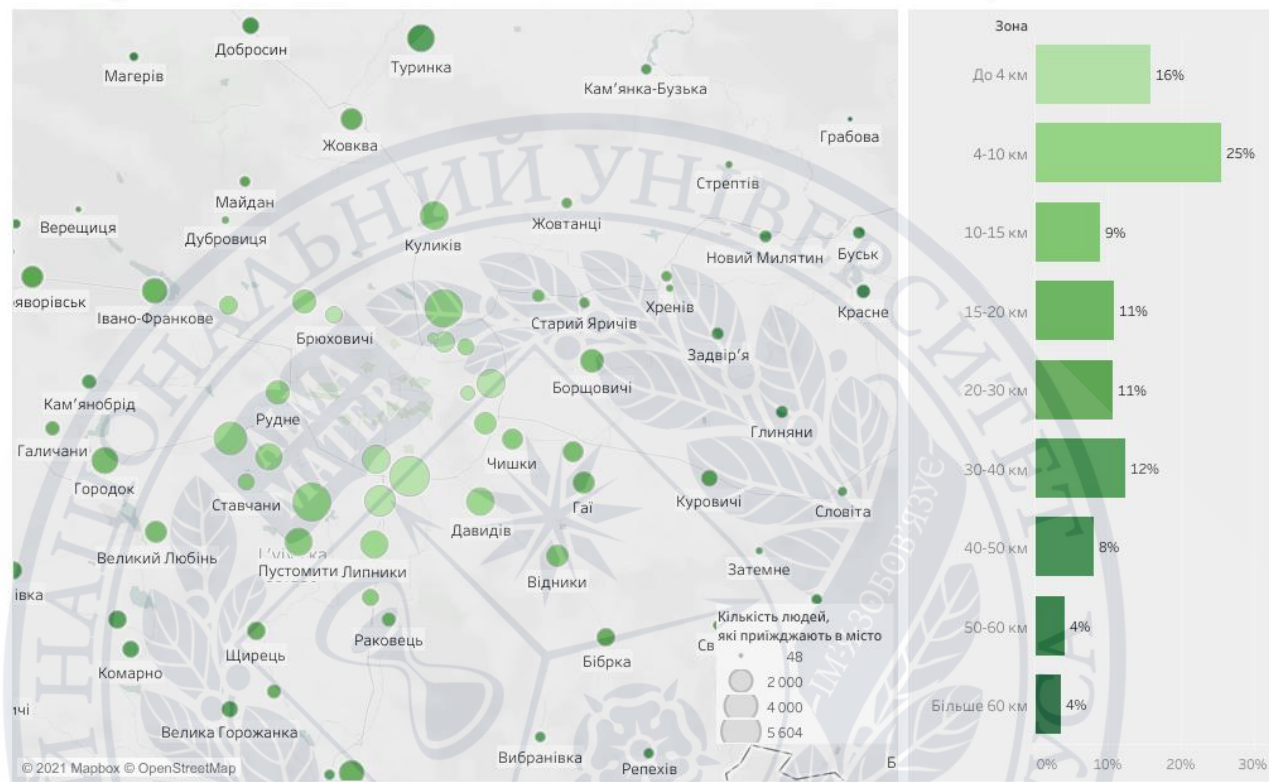 Добросин
Туринка
Магерів
Кам'янка-Бузька
Грабова
Жовква
Стрептів
Майдан
Верещиця
Дубровиця
Жовтанці
Куликів
Новий Милятин
Буськ
яворівськ
Івано-Франкове
Хренів
Красне
Старий Яричів
Брюховичі
Задвір'я
Борщовичі
Кам'янобрід
Рудне
Глиняни
Галичани
Чишки
Городок
Ставчани
Гаї
Куровичі
Словіта
Давидів
Великий Любінь
Пустомити
Липники
Затемне
Відники
івка
Раковець
Щирець
Бібрка
Св
Комарно
ичі
Велика Горожанка
Вибранівка
Репехів
Б
Кількість людей,
які приїжджають в місто
48
2 000
4 000
5 604
© 2021 Mapbox © OpenStreetMap
Зона
До 4 км
16%
4-10 км
25%
10-15 км
9%
15-20 км
11%
20-30 км
11%
30-40 км
12%
40-50 км
8%
50-60 км
4%
Більше 60 км
4%
0%
10%
20%
30%
НАЦІОНАЛЬНИЙ УНІВЕРСИТЕТ